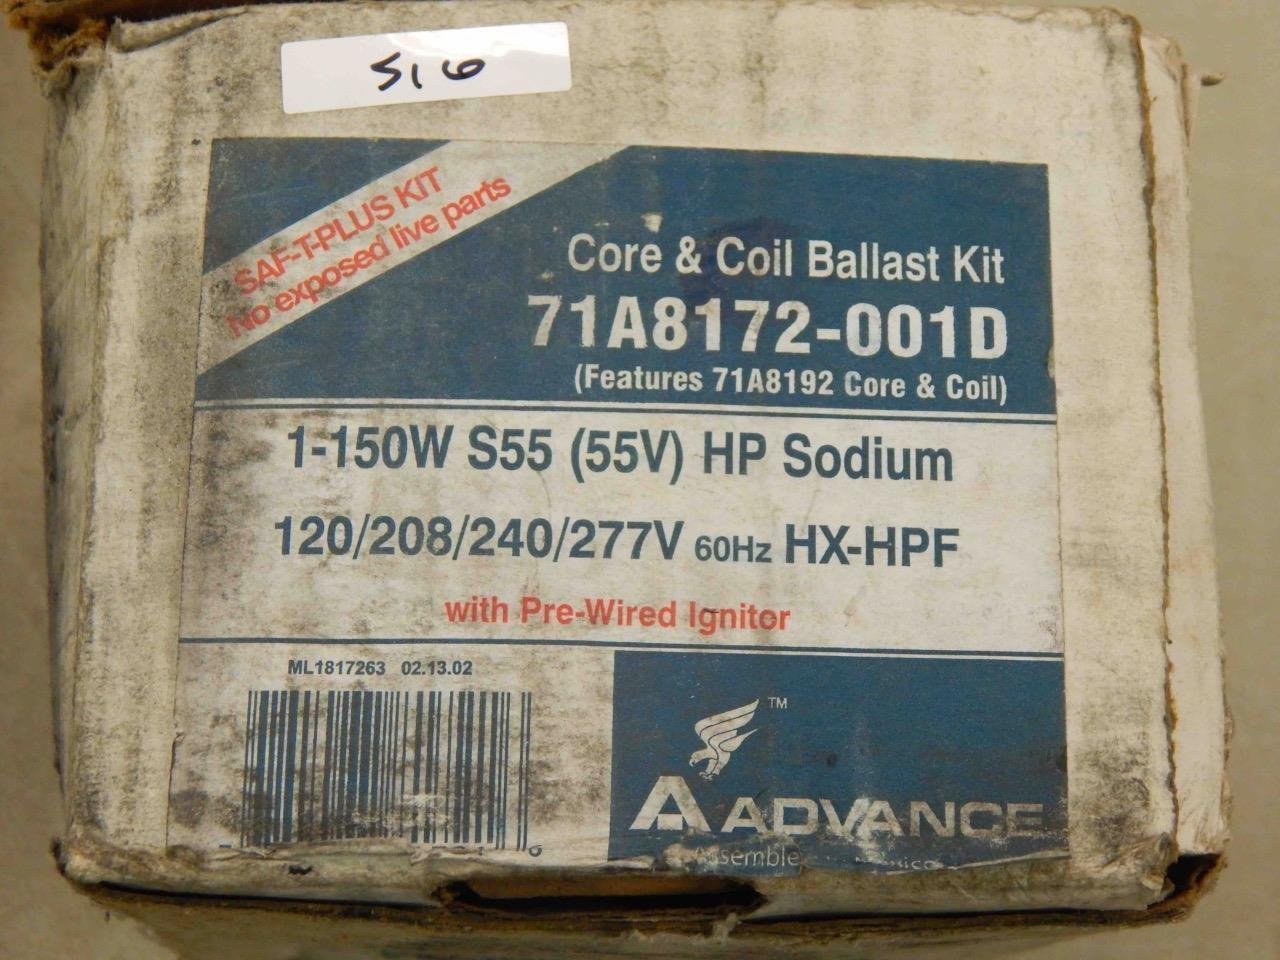 516
SAF-T-PLUS KIT
No exposed live parts
Core & Coil Ballast Kit
71A8172-001D
(Features 71A8192 Core & Coil)
1-150W S55 (55V) HP Sodium
120/208/240/277V 60Hz HX-HPF
with Pre-Wired Ignitor
ML1817263 02.13.02
TM
ADVANCE